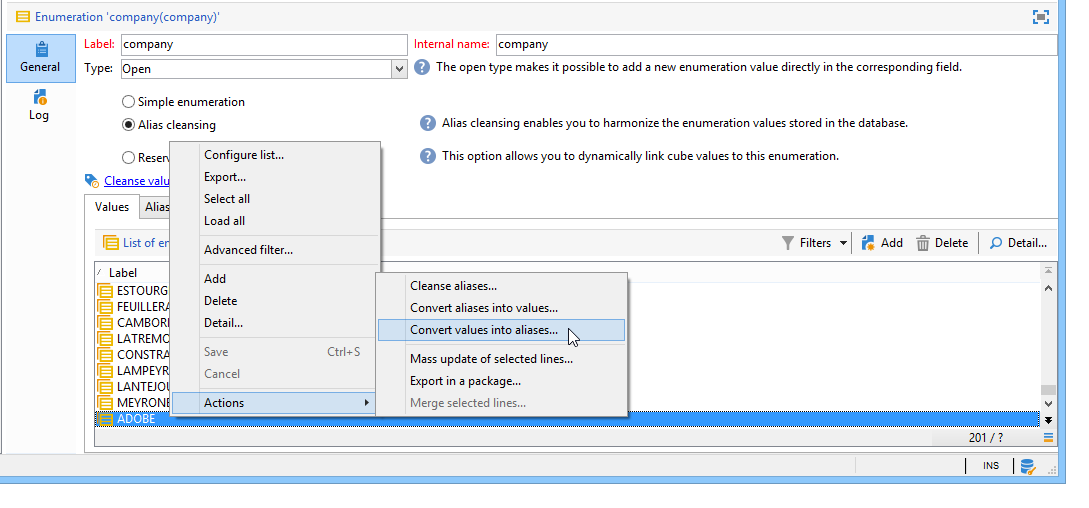 Enumeration 'company(company)'
General
Log
Label: company
Internal name: company
Type: Open
The open type makes it possible to add a new enumeration value directly in the corresponding field.
Simple enumeration
Alias cleansing
Alias cleansing enables you to harmonize the enumeration values stored in the database.
Reserv
This option allows you to dynamically link cube values to this enumeration.
Cleanse valu
Values
Alias
List of en
Filters
Add
Delete
Detail...
Label
ESTOURG
FEUILLERA
CAMBORI
LATREMO
CONSTRA
LAMPEYR
LANTEJOU
MEYRONE
ADOBE
201 / ?
INS
Configure list...
Export...
Select all
Load all
Advanced filter...
Add
Delete
Detail...
Save Ctrl+S
Cancel
Actions
Cleanse aliases...
Convert aliases into values...
Convert values into aliases...
Mass update of selected lines...
Export in a package...
Merge selected lines...